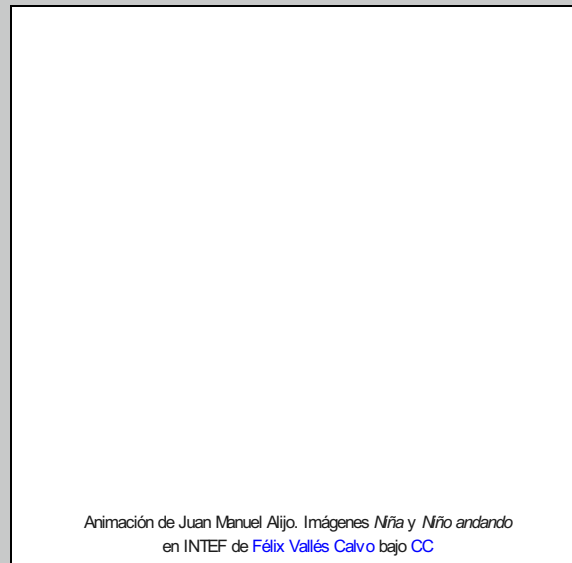 Animación de Juan Manuel Alijo. Imágenes Niña y Niño andando
en INTEF de Félix Vallés Calvo bajo CC